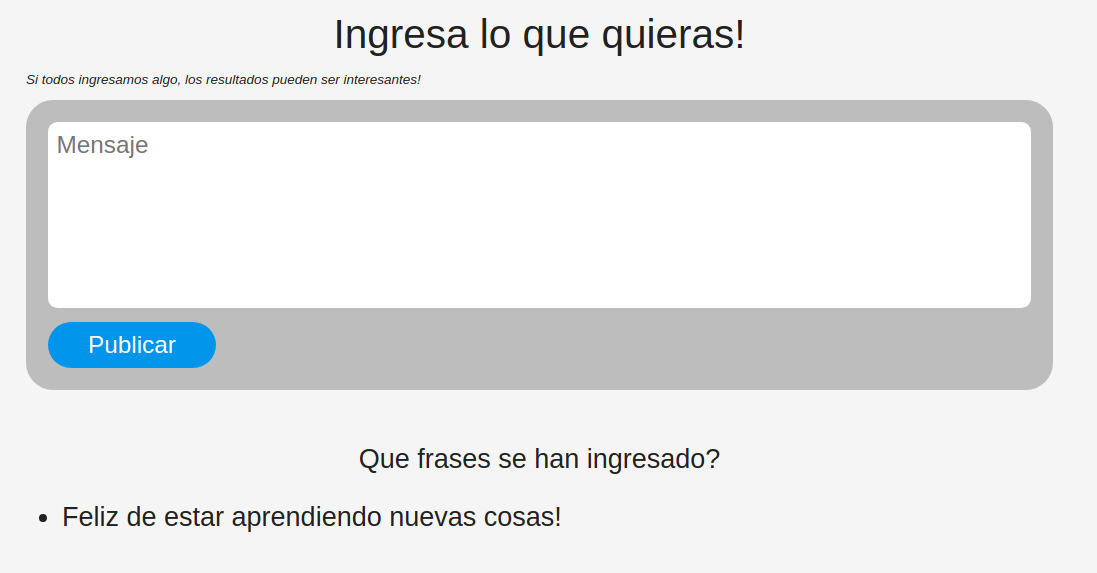 Ingresa lo que quieras!
Si todos ingresamos algo, los resultados pueden ser interesantes!
Mensaje
Publicar
Que frases se han ingresado?
Feliz de estar aprendiendo nuevas cosas!